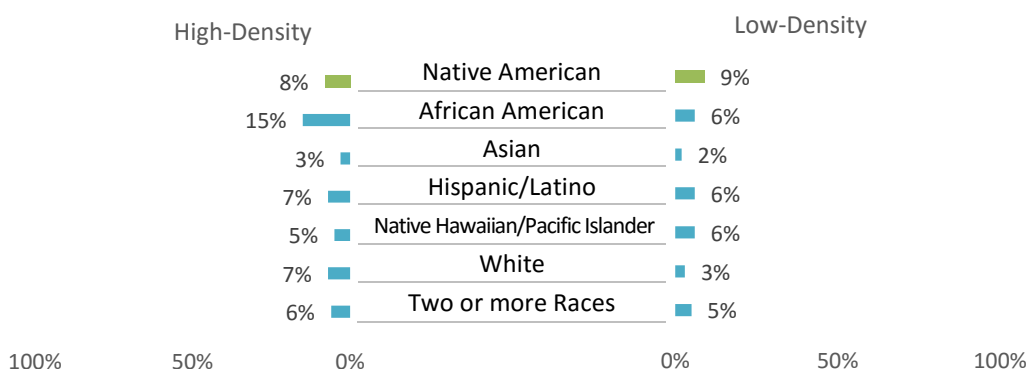 High-Density Low-Density
8% Native American 9%
15% African American 6%
3% Asian 2%
7% Hispanic/Latino 6%
5% Native Hawaiian/Pacific Islander 6%
7% White 3%
6% Two or more Races 5%
100% 50% 0% 0% 50% 100%